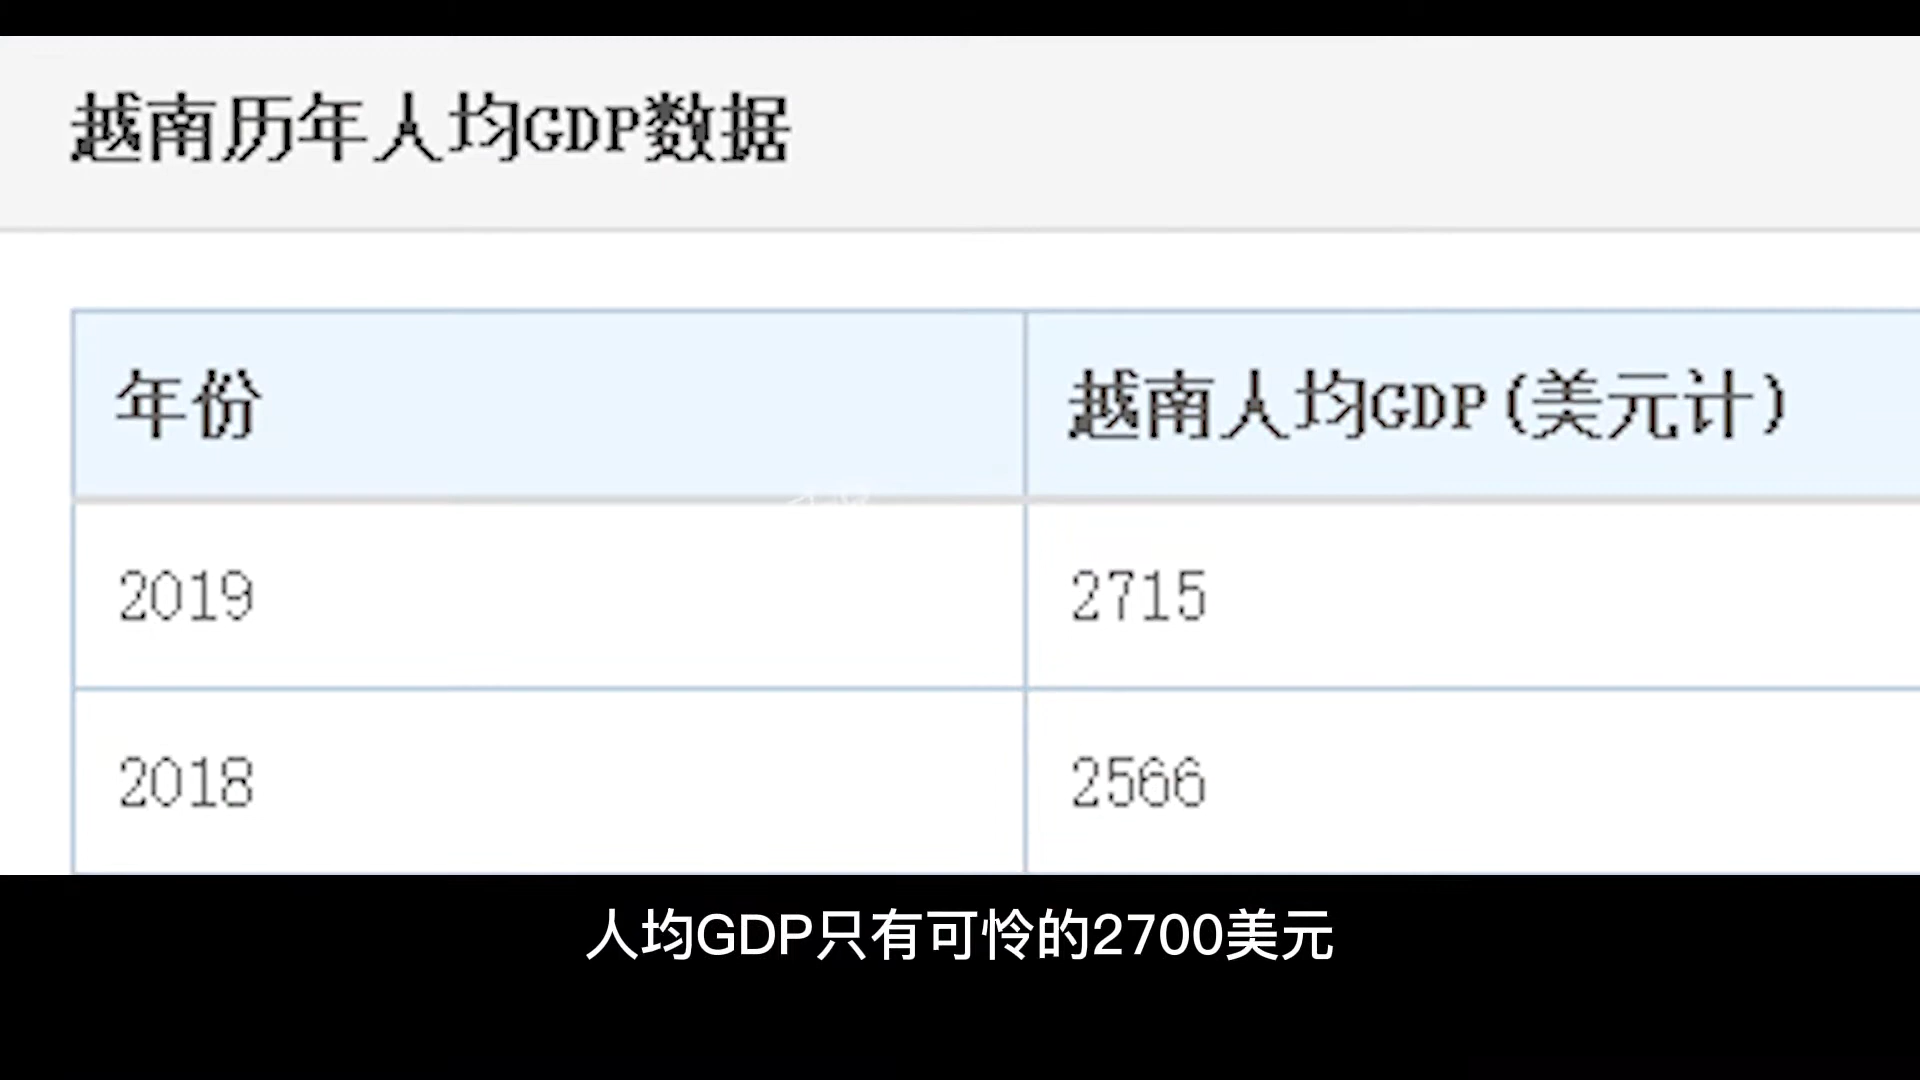 越南历年人均GDP数据
年份 越南人均GDP(美元计)
2019 2715
2018 2566
人均GDP只有可怜的2700美元